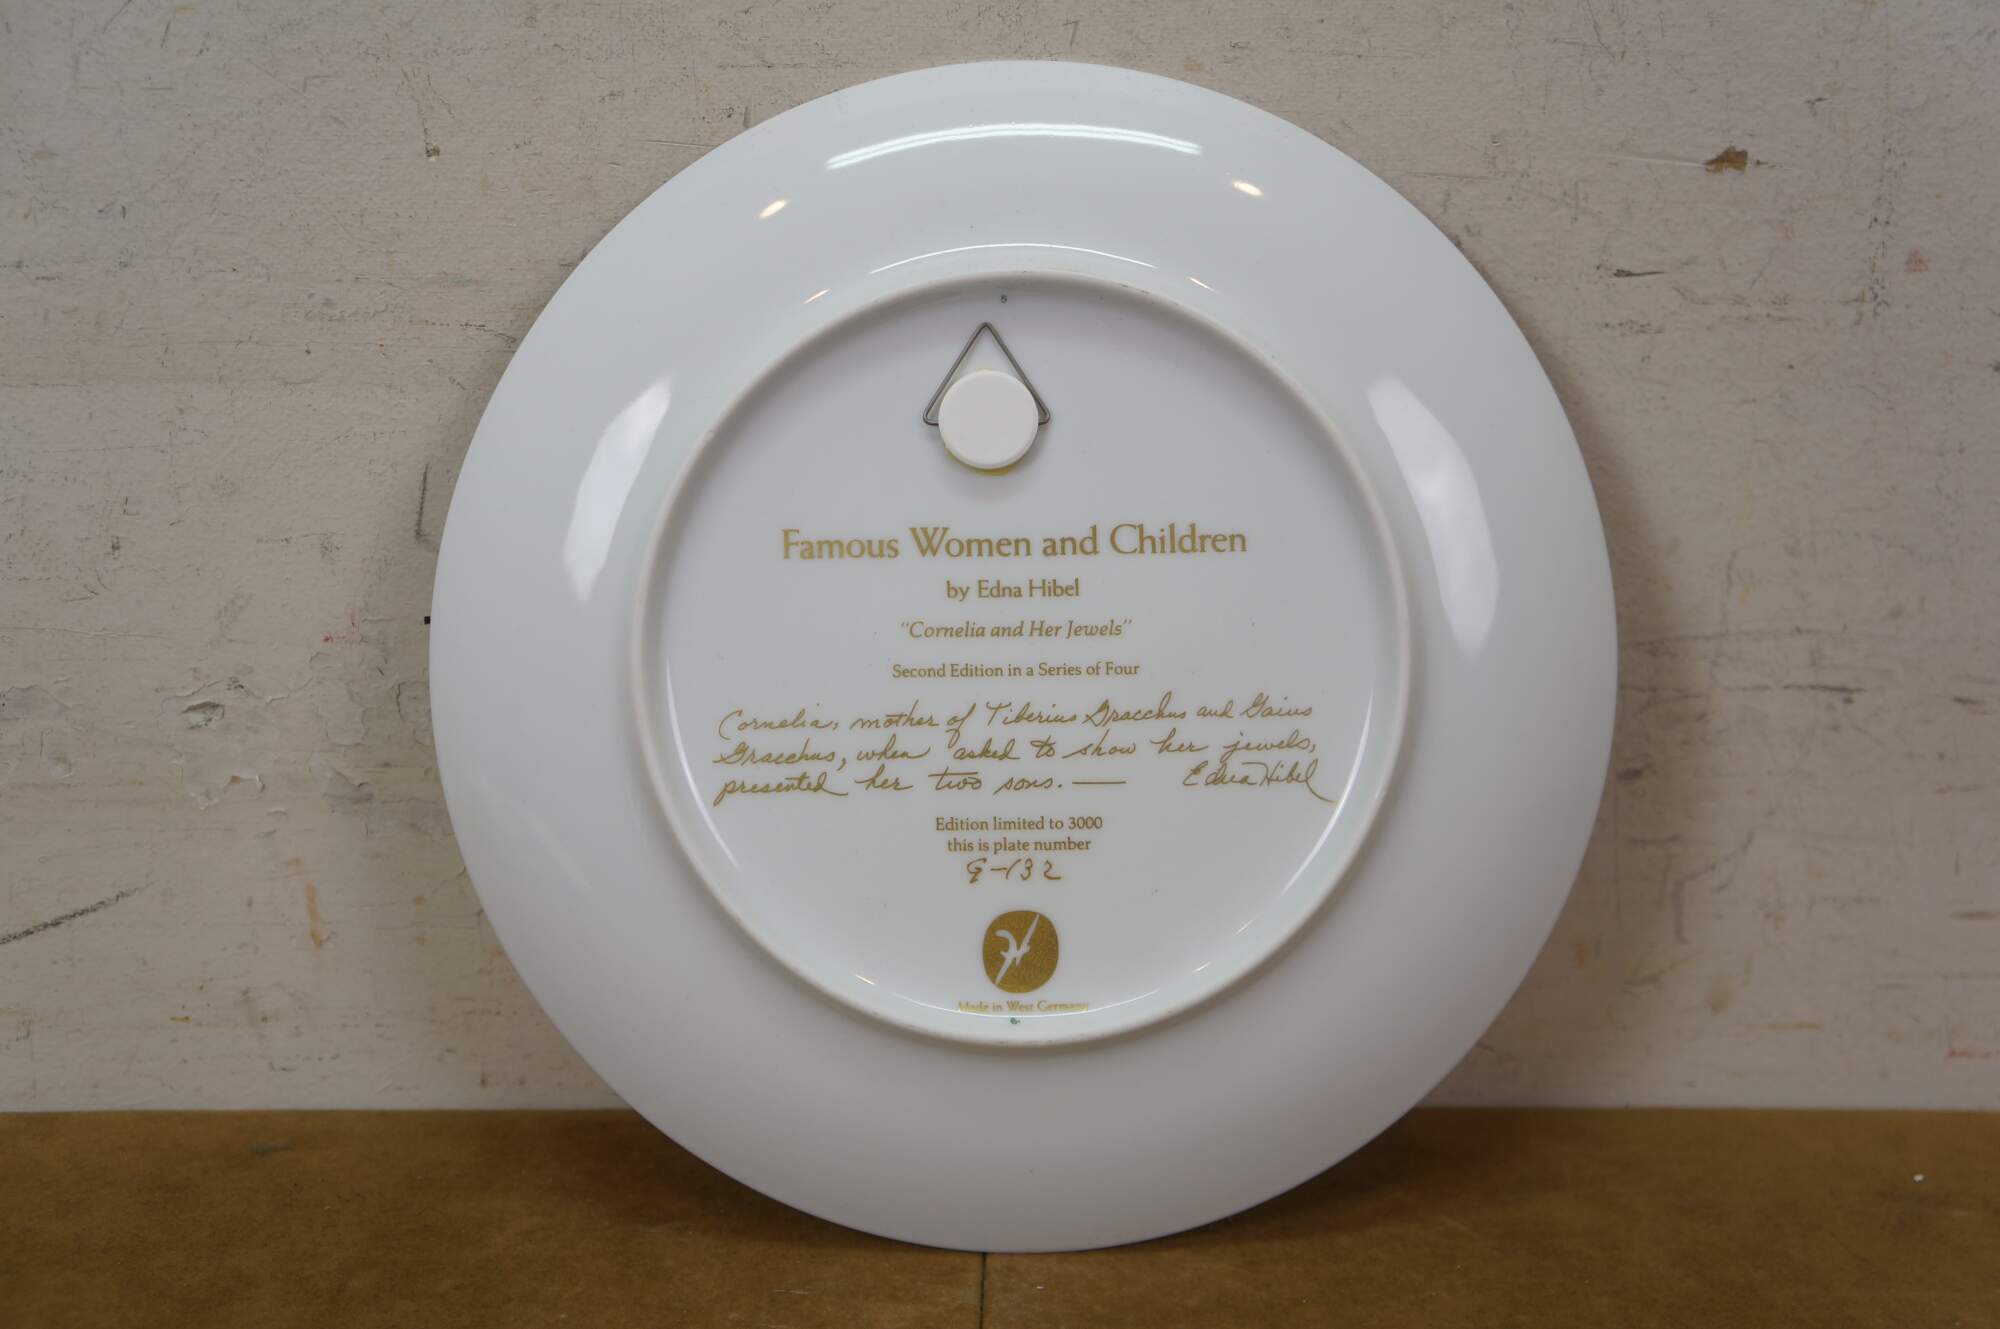 5
Famous Women and Children
by Edna Hibel
"Cornelia and Her Jewels"
Second Edition in a Series of Four
Cornelia, mother of Tiberius Gracchus and Gaius
Gracchus, when asked to show her jewels,
presented her two sons. — Edna Hibel
Edition limited to 3000
this is plate number
G-132
H
Made in West Germany